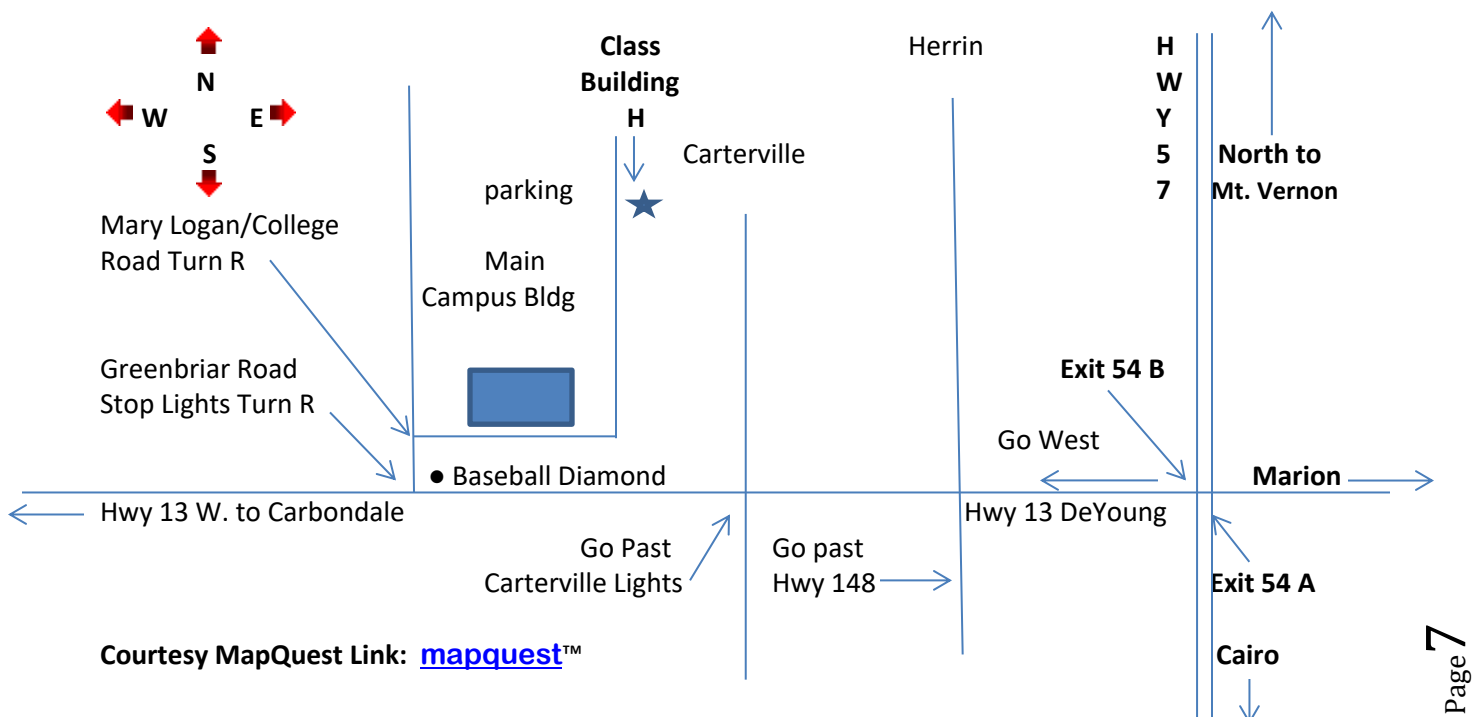 N
W E
S
Class
Building
H
Herrin
H
W
Y
5
7
North to
Mt. Vernon
Carterville
parking
Mary Logan/College
Road Turn R
Main
Campus Bldg
Greenbriar Road
Stop Lights Turn R
Exit 54 B
Go West
● Baseball Diamond
Marion
Hwy 13 W. to Carbondale
Hwy 13 DeYoung
Go Past
Carterville Lights
Go past
Hwy 148
Exit 54 A
Courtesy MapQuest Link: mapquest™
Cairo
Page 7